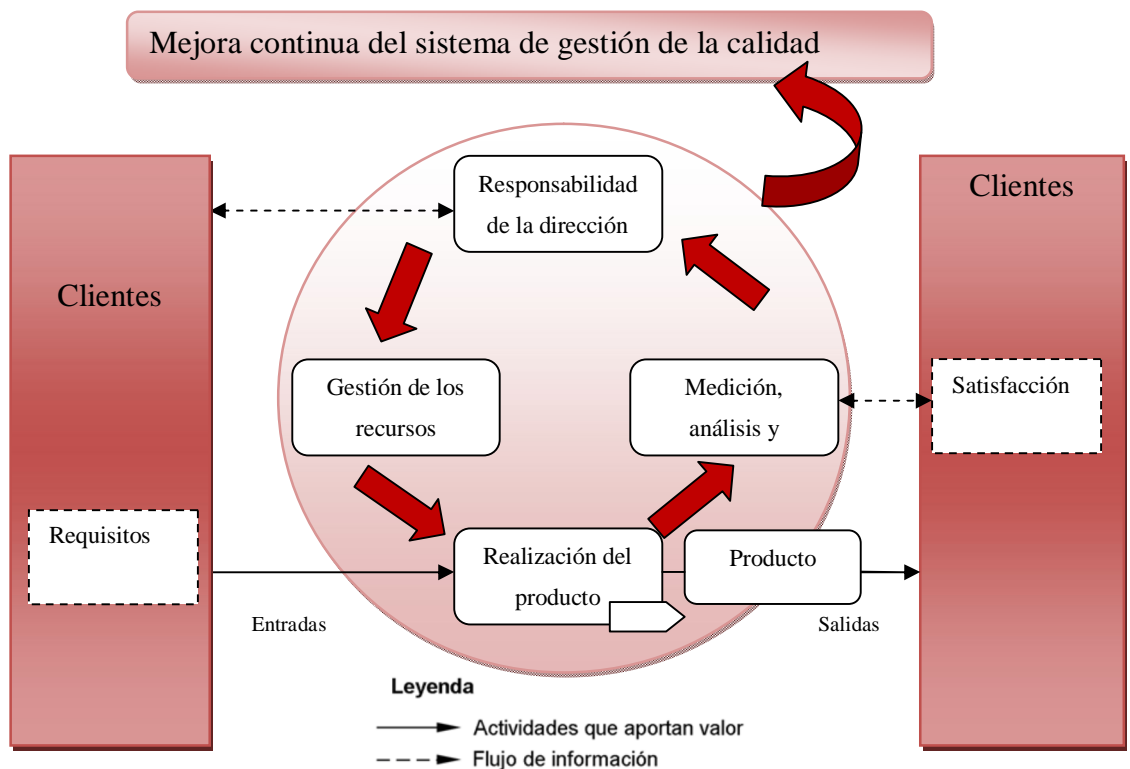 Mejora continua del sistema de gestión de la calidad
Clientes
Requisitos
Entradas
Responsabilidad
de la dirección
Gestión de los
recursos
Medición,
análisis y
Realización del
producto
Producto
Salidas
Clientes
Satisfacción
Leyenda
Actividades que aportan valor
Flujo de información